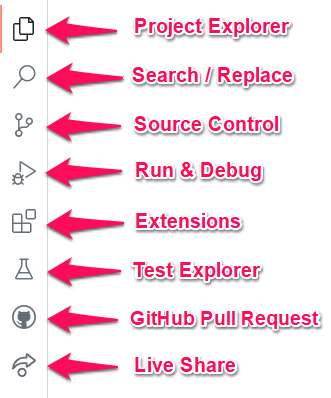 Project Explorer
Search / Replace
Source Control
Run & Debug
Extensions
Test Explorer
GitHub Pull Request
Live Share